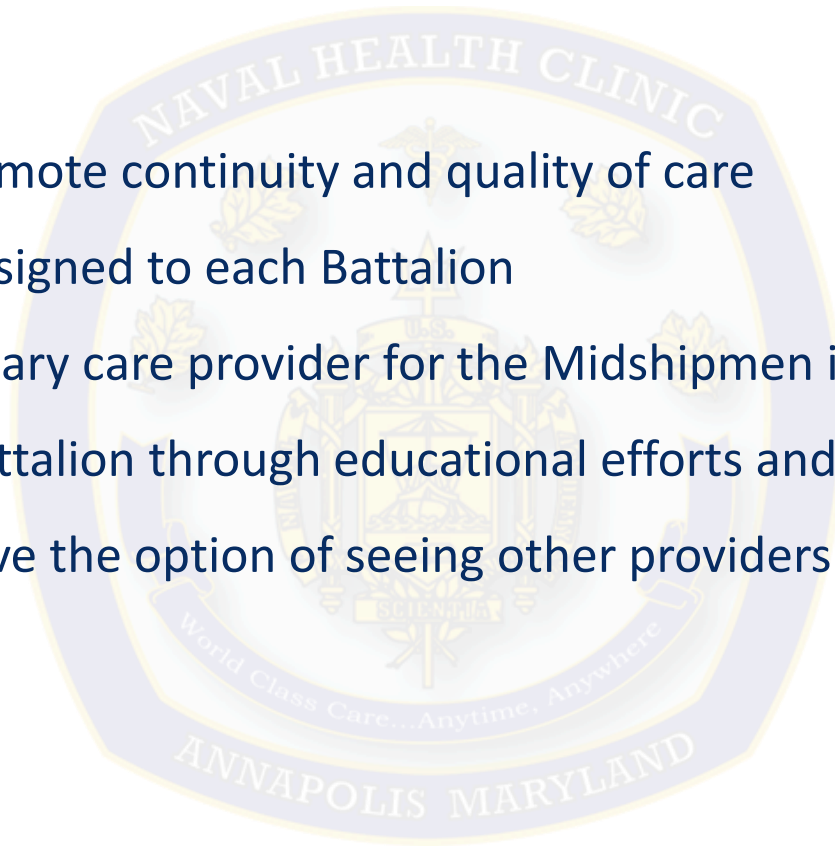 NAVAL HEALTH CLINIC
mote continuity and quality of care
signed to each Battalion
ary care provider for the Midshipmen i
ttalion through educational efforts and
ve the option of seeing other providers
U.S.
SCIENTIA
World Class Care...Anytime, Anywhere
ANNAPOLIS MARYLAND